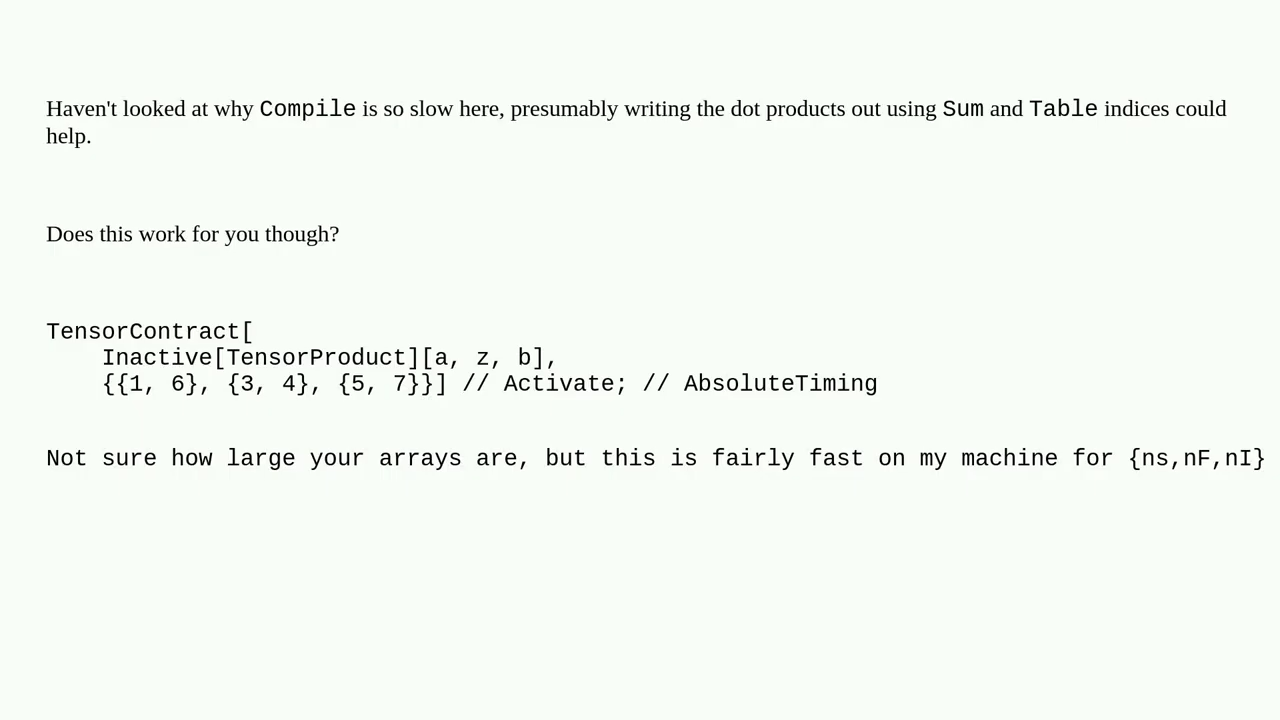 Haven't looked at why Compile is so slow here, presumably writing the dot products out using Sum and Table indices could
help.
Does this work for you though?
TensorContract[
    Inactive[TensorProduct][a, z, b],
    {{1, 6}, {3, 4}, {5, 7}}] // Activate; // AbsoluteTiming
Not sure how large your arrays are, but this is fairly fast on my machine for {ns,nF,nI}